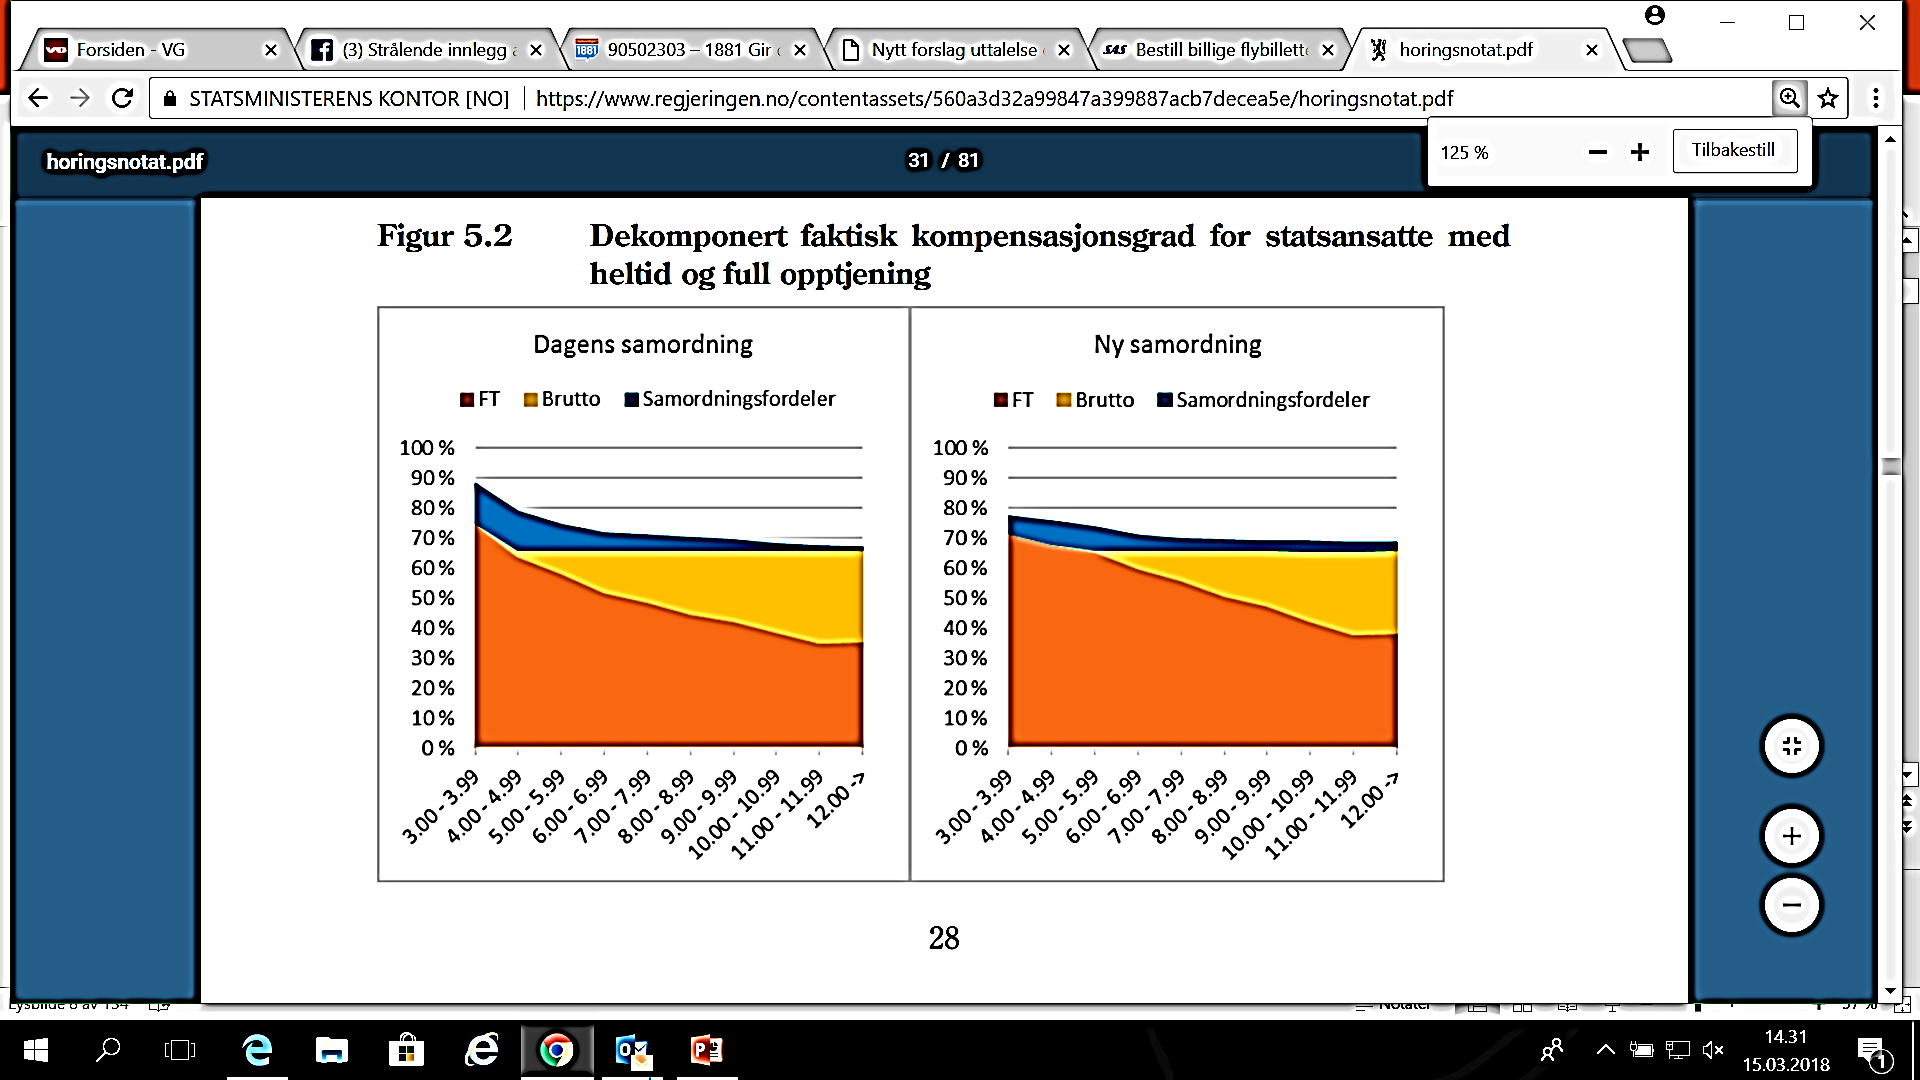 Forsiden - VG
(3) Strålende innlegg
90502303 – 1881 Gir
Nytt forslag uttalelse
SAS Bestill billige flybillett
horingsnotat.pdf
STATSMINISTERENS KONTOR [NO] https://www.regjeringen.no/contentassets/560a3d32a99847a399887acb7decea5e/horingsnotat.pdf
horingsnotat.pdf
31 / 81
125 %
Tilbakestill
Figur 5.2 Dekomponert faktisk kompensasjonsgrad for statsansatte med
heltid og full opptjening
Dagens samordning
FT Brutto Samordningsfordeler
100 %
90 %
80 %
70 %
60 %
50 %
40 %
30 %
20 %
10 %
0 %
3.00 - 3.99
4.00 - 4.99
5.00 - 5.99
6.00 - 6.99
7.00 - 7.99
8.00 - 8.99
9.00 - 9.99
10.00 - 10.99
11.00 - 11.99
12.00 ->
Ny samordning
FT Brutto Samordningsfordeler
100 %
90 %
80 %
70 %
60 %
50 %
40 %
30 %
20 %
10 %
0 %
3.00 - 3.99
4.00 - 4.99
5.00 - 5.99
6.00 - 6.99
7.00 - 7.99
8.00 - 8.99
9.00 - 9.99
10.00 - 10.99
11.00 - 11.99
12.00 ->
28
Lysbilde 8 av 134
Notater
57 %
14.31
15.03.2018
1